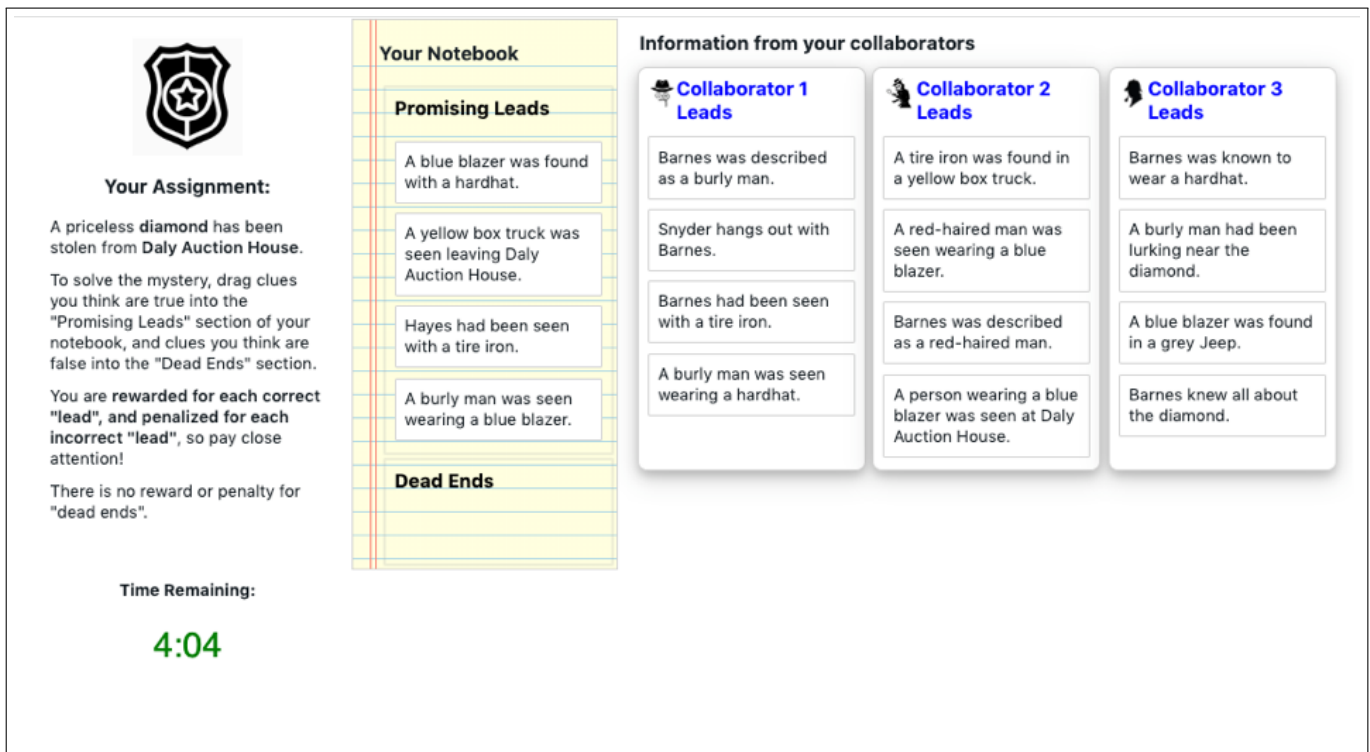 Your Assignment:
A priceless diamond has been
stolen from Daly Auction House.
To solve the mystery, drag clues
you think are true into the
"Promising Leads" section of your
notebook, and clues you think are
false into the "Dead Ends" section.
You are rewarded for each correct
"lead", and penalized for each
incorrect "lead", so pay close
attention!
There is no reward or penalty for
"dead ends".
Time Remaining:
4:04
Your Notebook
Promising Leads
A blue blazer was found
with a hardhat.
A yellow box truck was
seen leaving Daly
Auction House.
Hayes had been seen
with a tire iron.
A burly man was seen
wearing a blue blazer.
Dead Ends
Information from your collaborators
Collaborator 1
Leads
Barnes was described
as a burly man.
Snyder hangs out with
Barnes.
Barnes had been seen
with a tire iron.
A burly man was seen
wearing a hardhat.
Collaborator 2
Leads
A tire iron was found in
a yellow box truck.
A red-haired man was
seen wearing a blue
blazer.
Barnes was described
as a red-haired man.
A person wearing a blue
blazer was seen at Daly
Auction House.
Collaborator 3
Leads
Barnes was known to
wear a hardhat.
A burly man had been
lurking near the
diamond.
A blue blazer was found
in a grey Jeep.
Barnes knew all about
the diamond.